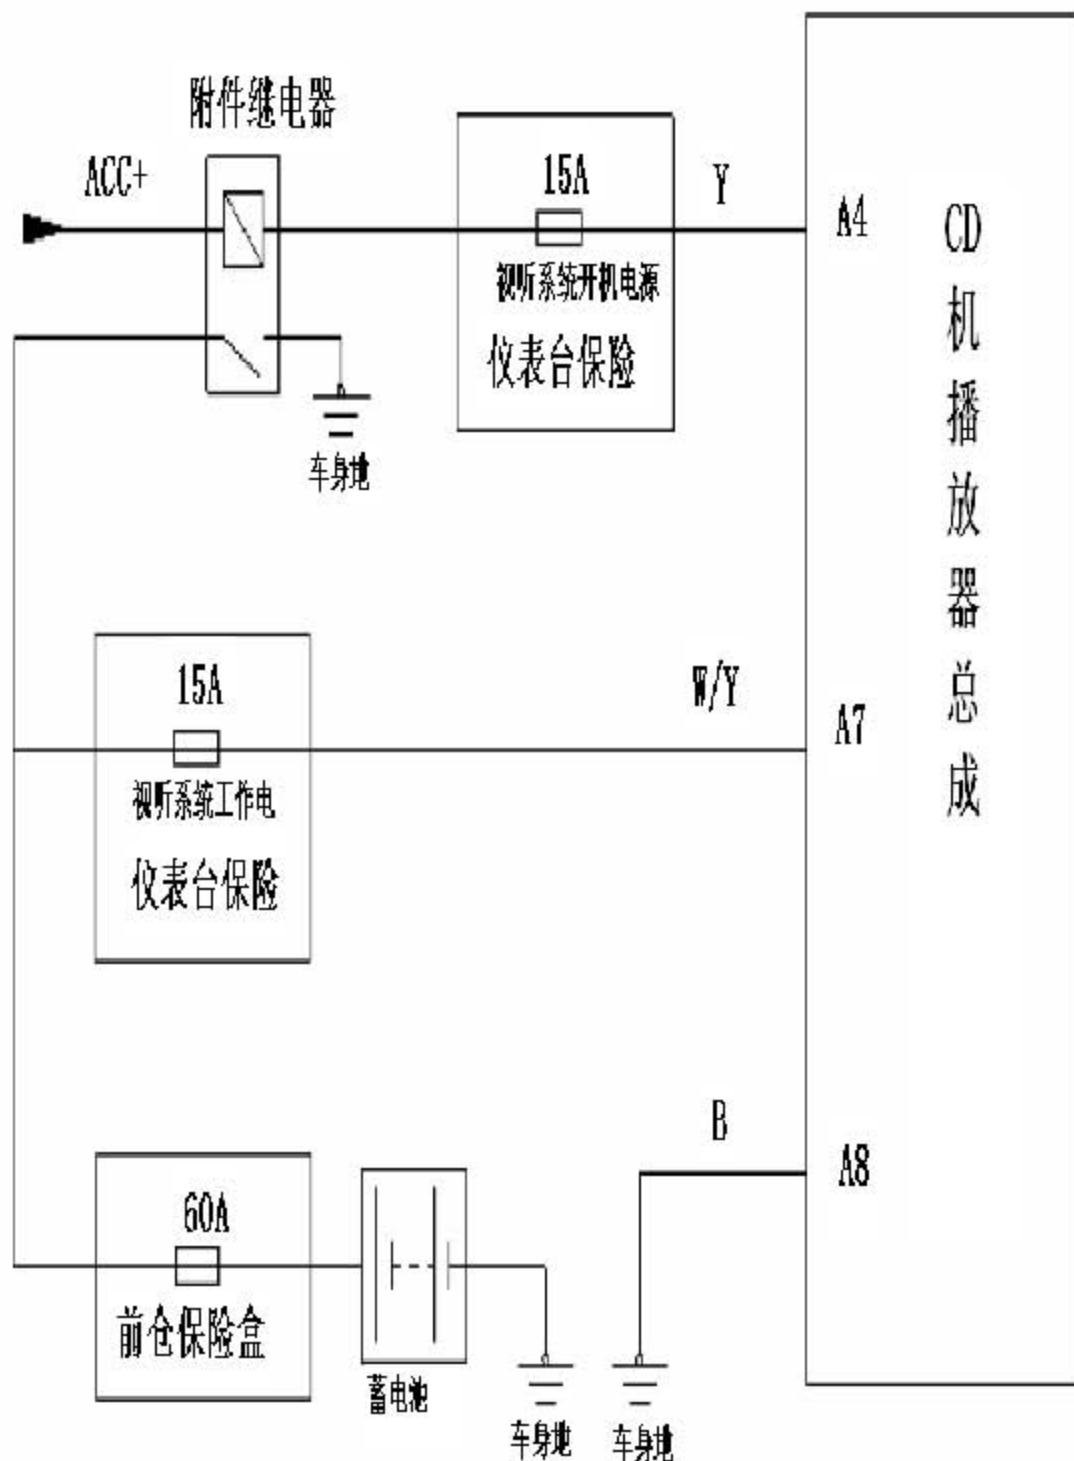 附件继电器
ACC+
15A
Y
A4
视听系统开机电源
仪表台保险
车身地
CD机播放器总成
15A
W/Y
A7
视听系统工作电
仪表台保险
B
A8
60A
前仓保险盒
蓄电池
车身地
车身地